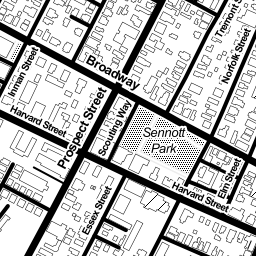 Tremont St
Norfolk Street
Inman Street
Broadway
Prospect Street
Scouting Way
Sennott
Park
Harvard Street
Elm Street
Harvard Street
Essex Street